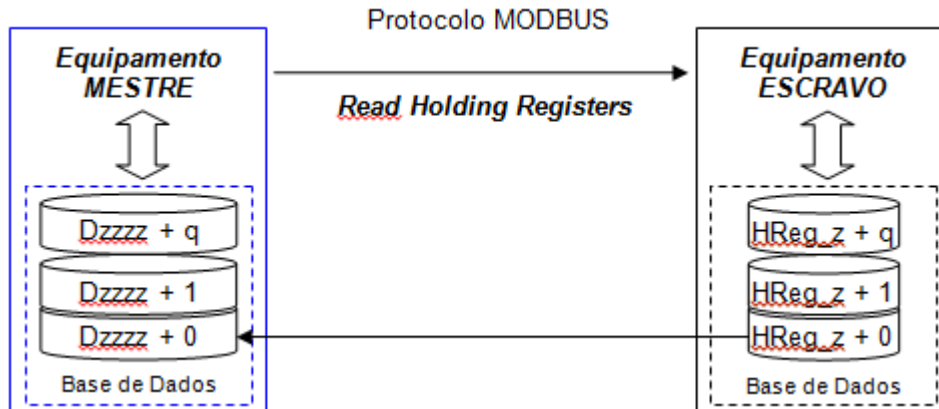 Protocolo MODBUS
Equipamento
MESTRE
Read Holding Registers
Equipamento
ESCRAVO
Dzzzz + q
Dzzzz + 1
Dzzzz + 0
Base de Dados
HReg_z + q
HReg_z + 1
HReg_z + 0
Base de Dados